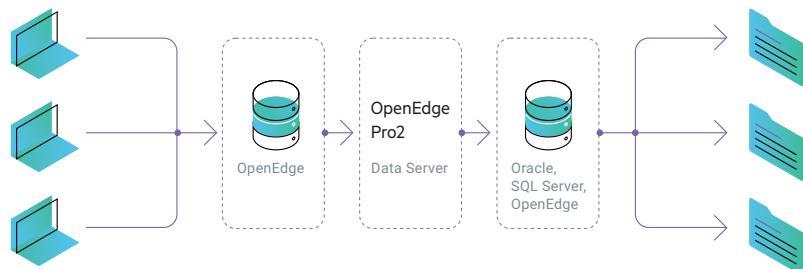 OpenEdge
OpenEdge
Pro2
Data Server
Oracle,
SQL Server,
OpenEdge